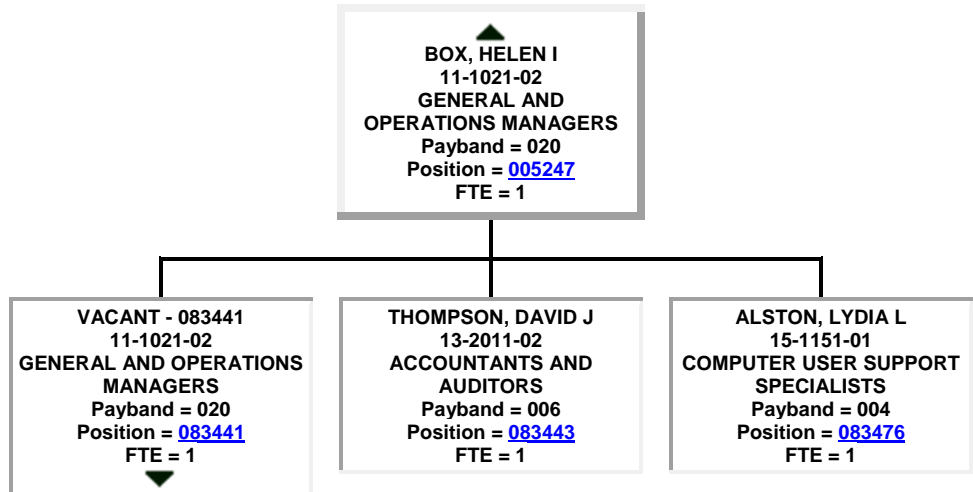 BOX, HELEN I
11-1021-02
GENERAL AND
OPERATIONS MANAGERS
Payband = 020
Position = 005247
FTE = 1
VACANT - 083441
11-1021-02
GENERAL AND OPERATIONS
MANAGERS
Payband = 020
Position = 083441
FTE = 1
THOMPSON, DAVID J
13-2011-02
ACCOUNTANTS AND
AUDITORS
Payband = 006
Position = 083443
FTE = 1
ALSTON, LYDIA L
15-1151-01
COMPUTER USER SUPPORT
SPECIALISTS
Payband = 004
Position = 083476
FTE = 1